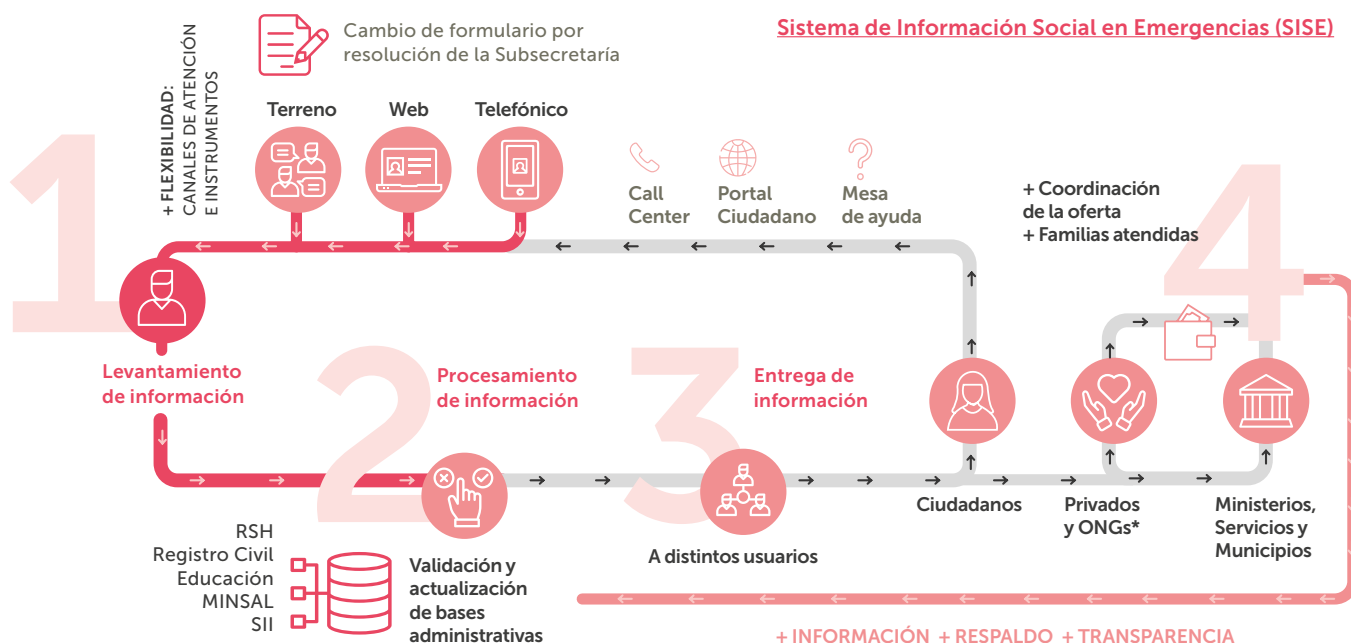 Sistema de Información Social en Emergencias (SISE)
Cambio de formulario por
resolución de la Subsecretaría
+ FLEXIBILIDAD:
CANALES DE ATENCIÓN
E INSTRUMENTOS
Terreno
Web
Telefónico
1
Call
Center
Portal
Ciudadano
Mesa
de ayuda
+ Coordinación
de la oferta
+ Familias atendidas
4
Levantamiento
de información
2
Procesamiento
de información
3
Entrega de
información
RSH
Registro Civil
Educación
MINSAL
SII
Validación y
actualización
de bases
administrativas
A distintos usuarios
Ciudadanos
Privados
y ONGs*
Ministerios,
Servicios y
Municipios
+ INFORMACIÓN + RESPALDO + TRANSPARENCIA